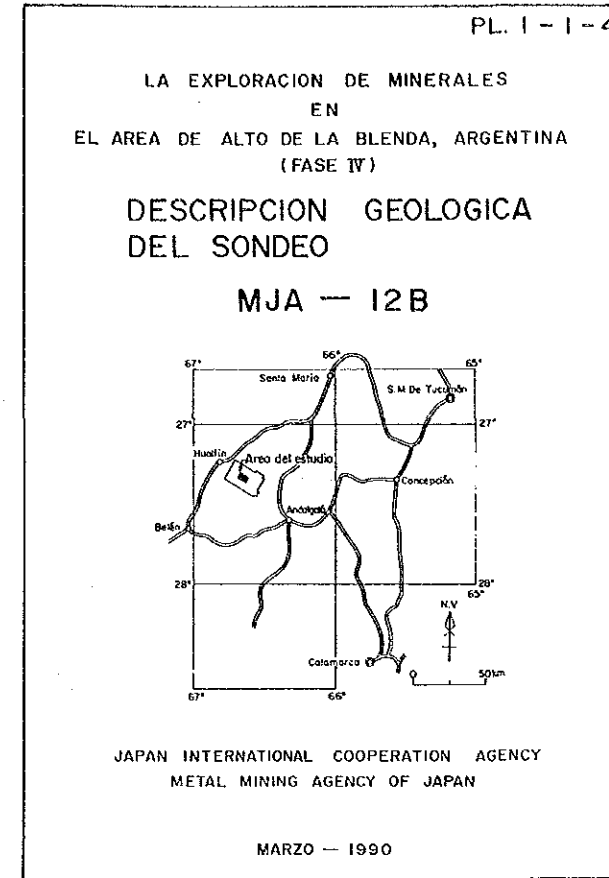 PL. 1 - 1 - 4
LA EXPLORACION DE MINERALES
EN
EL AREA DE ALTO DE LA BLENDA, ARGENTINA
(FASE IV)
DESCRIPCION GEOLOGICA
DEL SONDEO
MJA — 12B
67°
66°
65°
Santa Maria
S.M. De Tucumán
27°
27°
Hualfin
Area del estudio
Concepción
Andalgalá
Belén
28°
28°
65°
N.V
Catamarca
0
50km
67°
66°
JAPAN INTERNATIONAL COOPERATION AGENCY
METAL MINING AGENCY OF JAPAN
MARZO — 1990